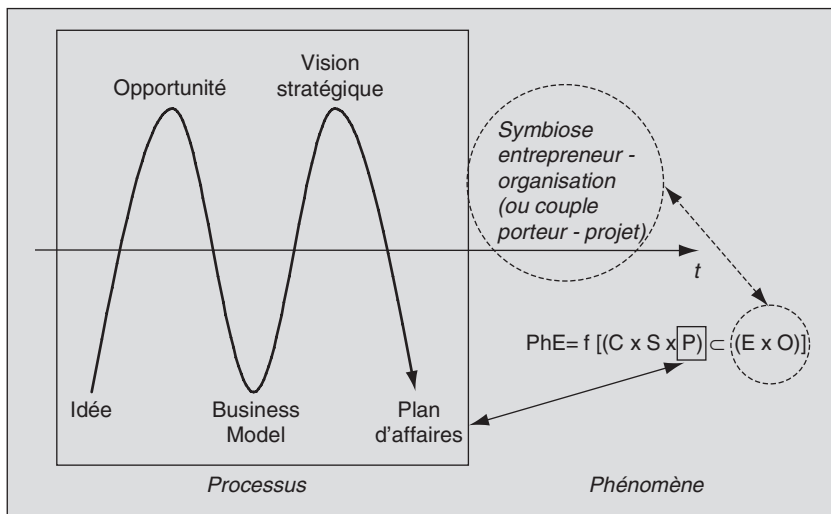 Vision
stratégique
Opportunité
Symbiose
entrepreneur -
organisation
(ou couple
porteur - projet)
t
PhE= f [(C x S x P) ⊂ (E x O)]
Idée
Business
Model
Plan
d'affaires
Processus
Phénomène